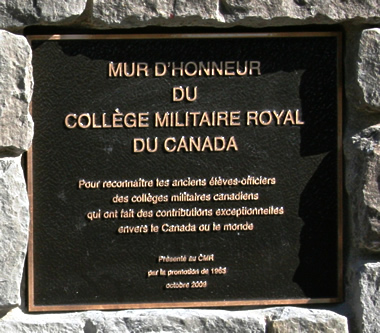 MUR D'HONNEUR
DU
COLLÈGE MILITAIRE ROYAL
DU CANADA
Pour reconnaître les anciens élèves-officiers
des collèges militaires canadiens
qui ont fait des contributions exceptionnelles
envers le Canada ou le monde
Présenté au CMR
par la promotion de 1963
octobre 2009